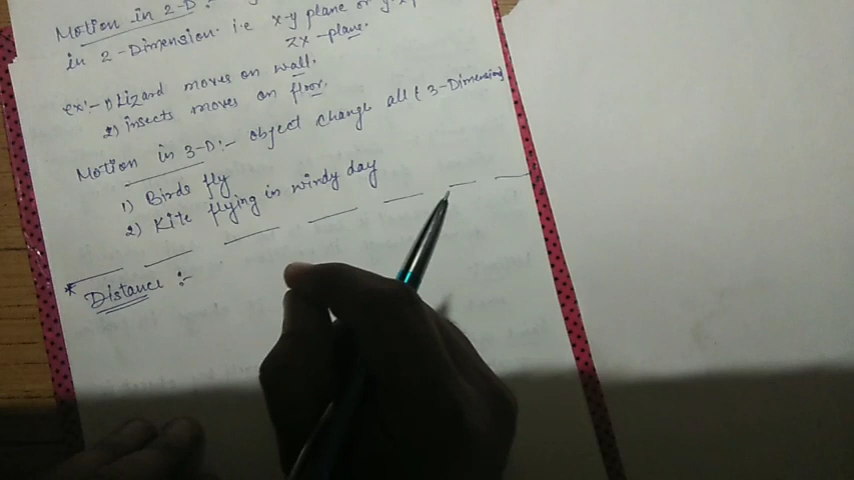 Motion in 2-D :-
in 2-Dimension. i.e x-y plane or y-z p
zx - plane.
ex:- 1) Lizard moves on wall.
2) insects moves on floor.
Motion in 3-D:- object change all (3-Dimension)
1) Birds fly
2) Kite flying in windy day
* Distance :-